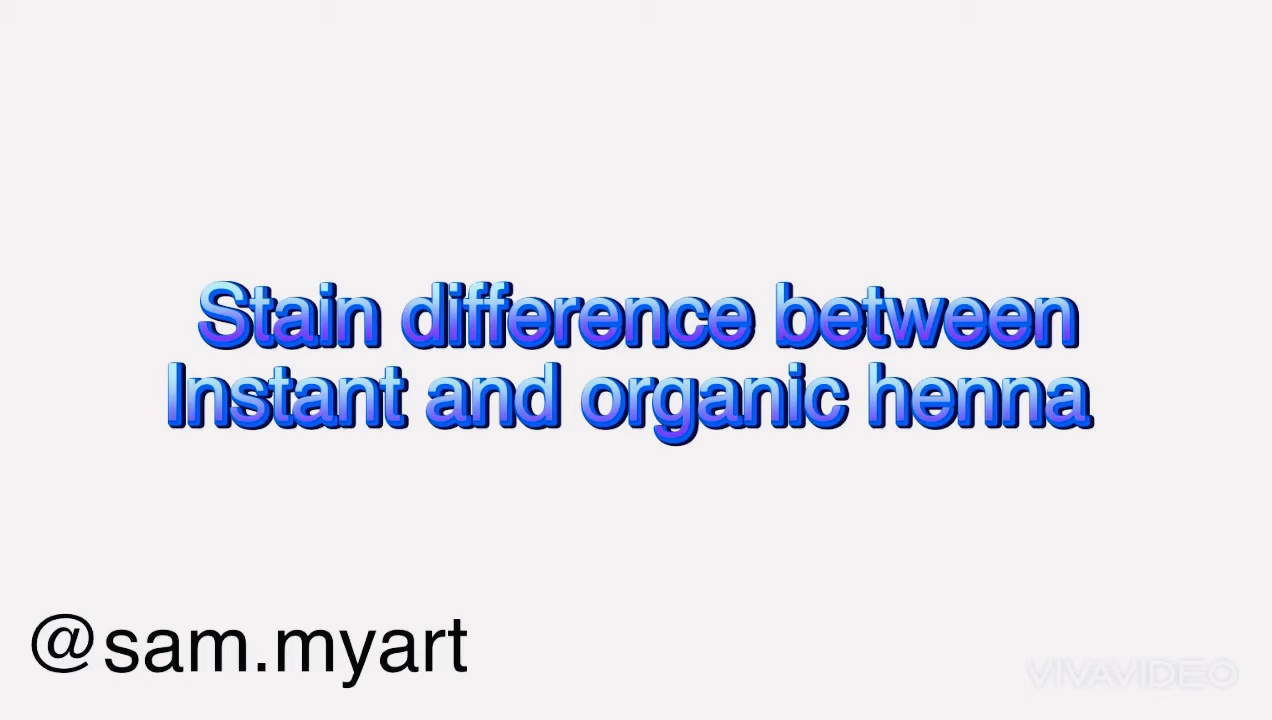 Stain difference between
Instant and organic henna
@sam.myart
VIVAVIDEO